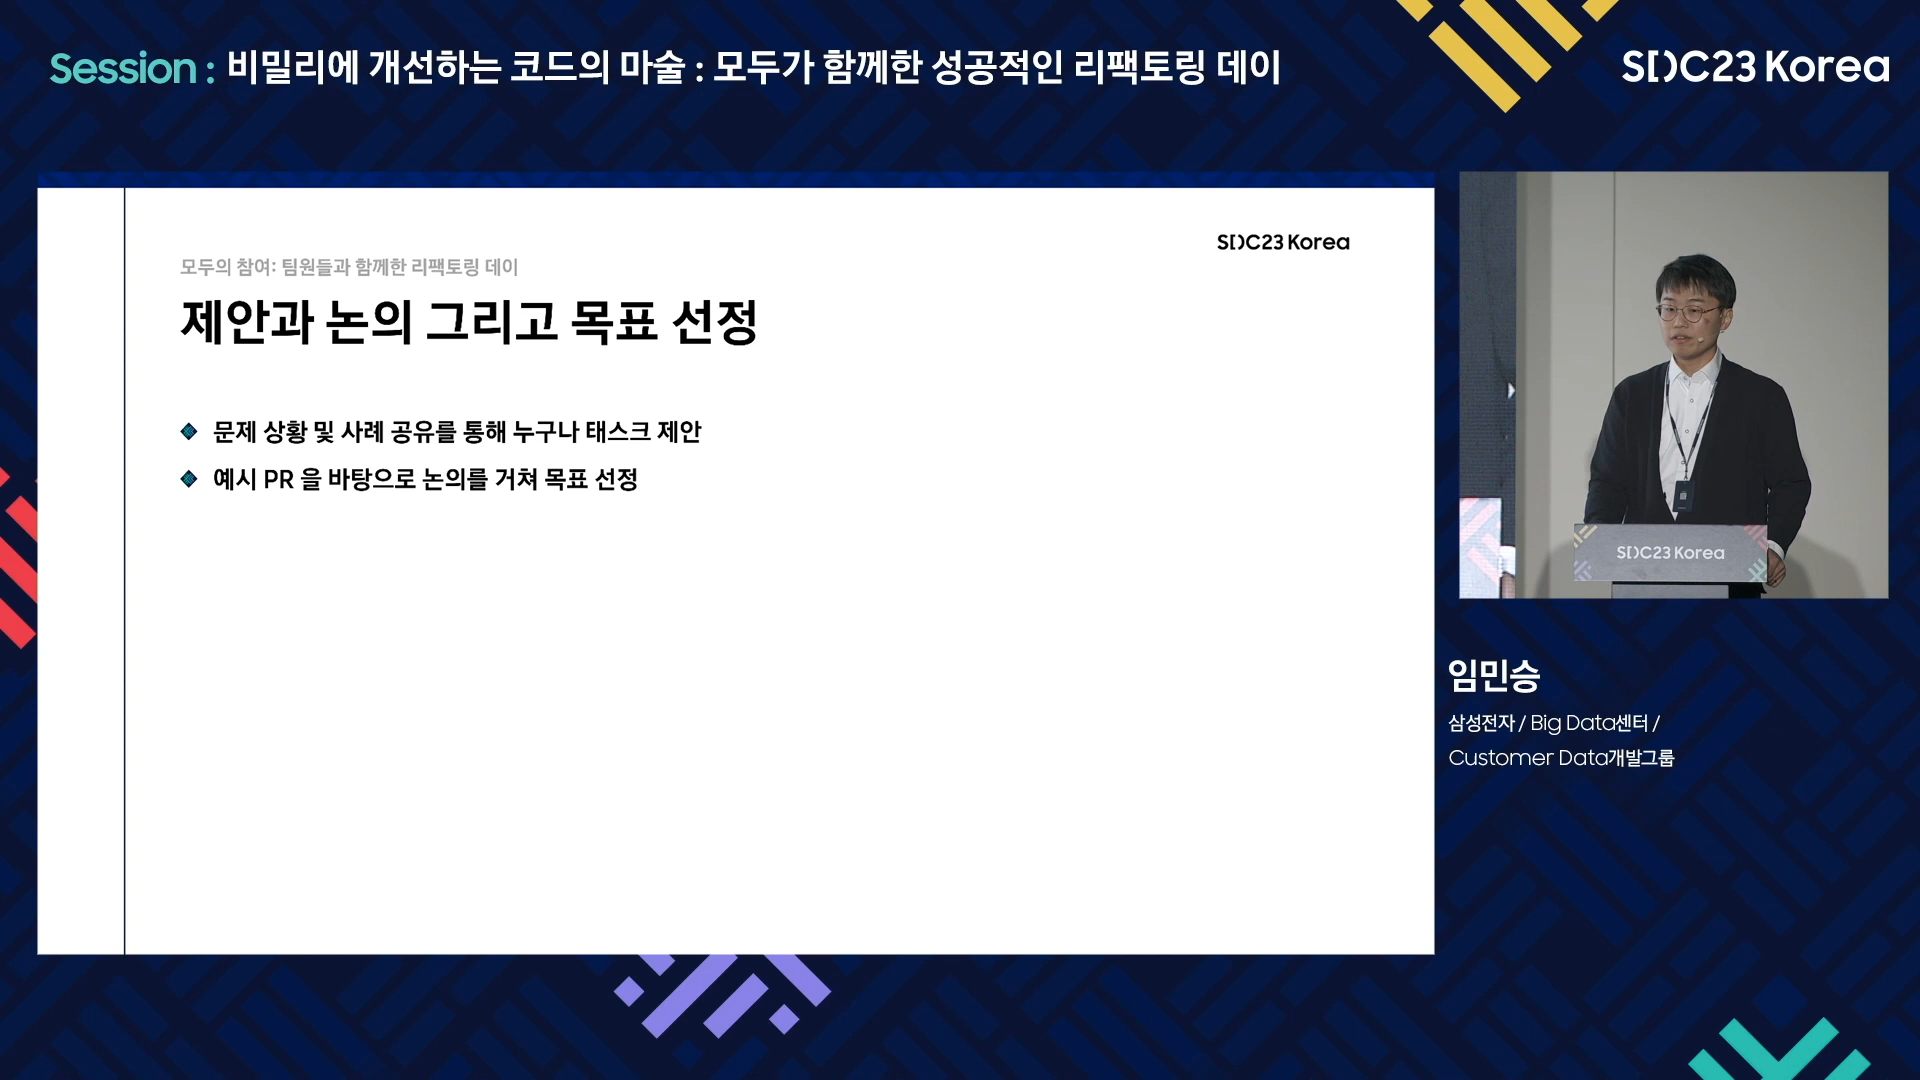 Session : 비밀리에 개선하는 코드의 마술 : 모두가 함께한 성공적인 리팩토링 데이
SDC23 Korea
SDC23 Korea
모두의 참여: 팀원들과 함께한 리팩토링 데이
제안과 논의 그리고 목표 선정
문제 상황 및 사례 공유를 통해 누구나 태스크 제안
예시 PR 을 바탕으로 논의를 거쳐 목표 선정
SDC23 Korea
임민승
삼성전자 / Big Data센터 /
Customer Data개발그룹